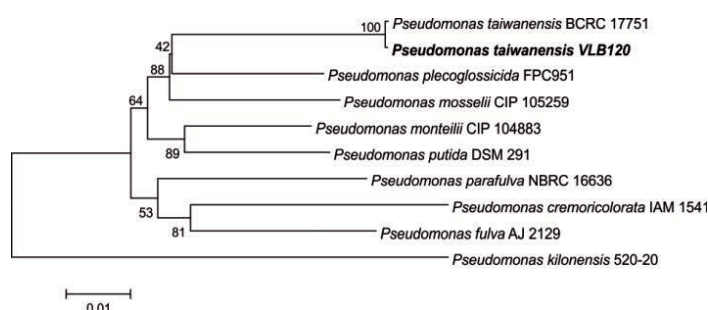 100
Pseudomonas taiwanensis BCRC 17751
Pseudomonas taiwanensis VLB120
42
88
Pseudomonas plecoglossicida FPC951
Pseudomonas mosselii CIP 105259
64
Pseudomonas monteilii CIP 104883
89
Pseudomonas putida DSM 291
Pseudomonas parafulva NBRC 16636
53
Pseudomonas cremoricolorata IAM 1541
81
Pseudomonas fulva AJ 2129
Pseudomonas kilonensis 520-20
0.01